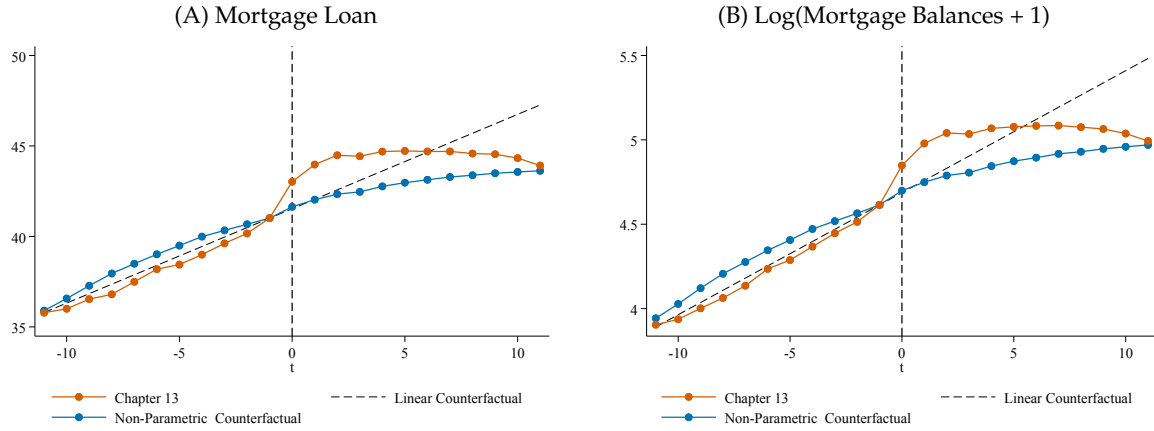 (A) Mortgage Loan
50
45
40
35
-10 -5 0 5 10
t
Chapter 13
Linear Counterfactual
Non-Parametric Counterfactual
(B) Log(Mortgage Balances + 1)
5.5
5
4.5
4
-10 -5 0 5 10
t
Chapter 13
Linear Counterfactual
Non-Parametric Counterfactual